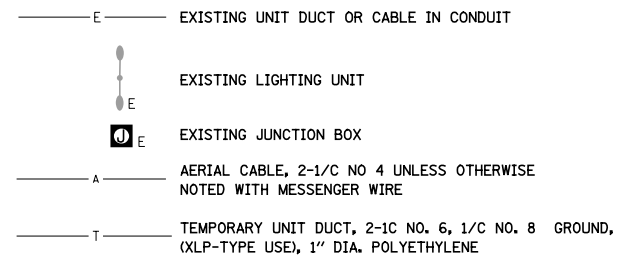 E EXISTING UNIT DUCT OR CABLE IN CONDUIT
EXISTING LIGHTING UNIT
E
J E EXISTING JUNCTION BOX
A AERIAL CABLE, 2-1/C NO 4 UNLESS OTHERWISE
NOTED WITH MESSENGER WIRE
T TEMPORARY UNIT DUCT, 2-1C NO. 6, 1/C NO. 8 GROUND,
(XLP-TYPE USE), 1" DIA. POLYETHYLENE